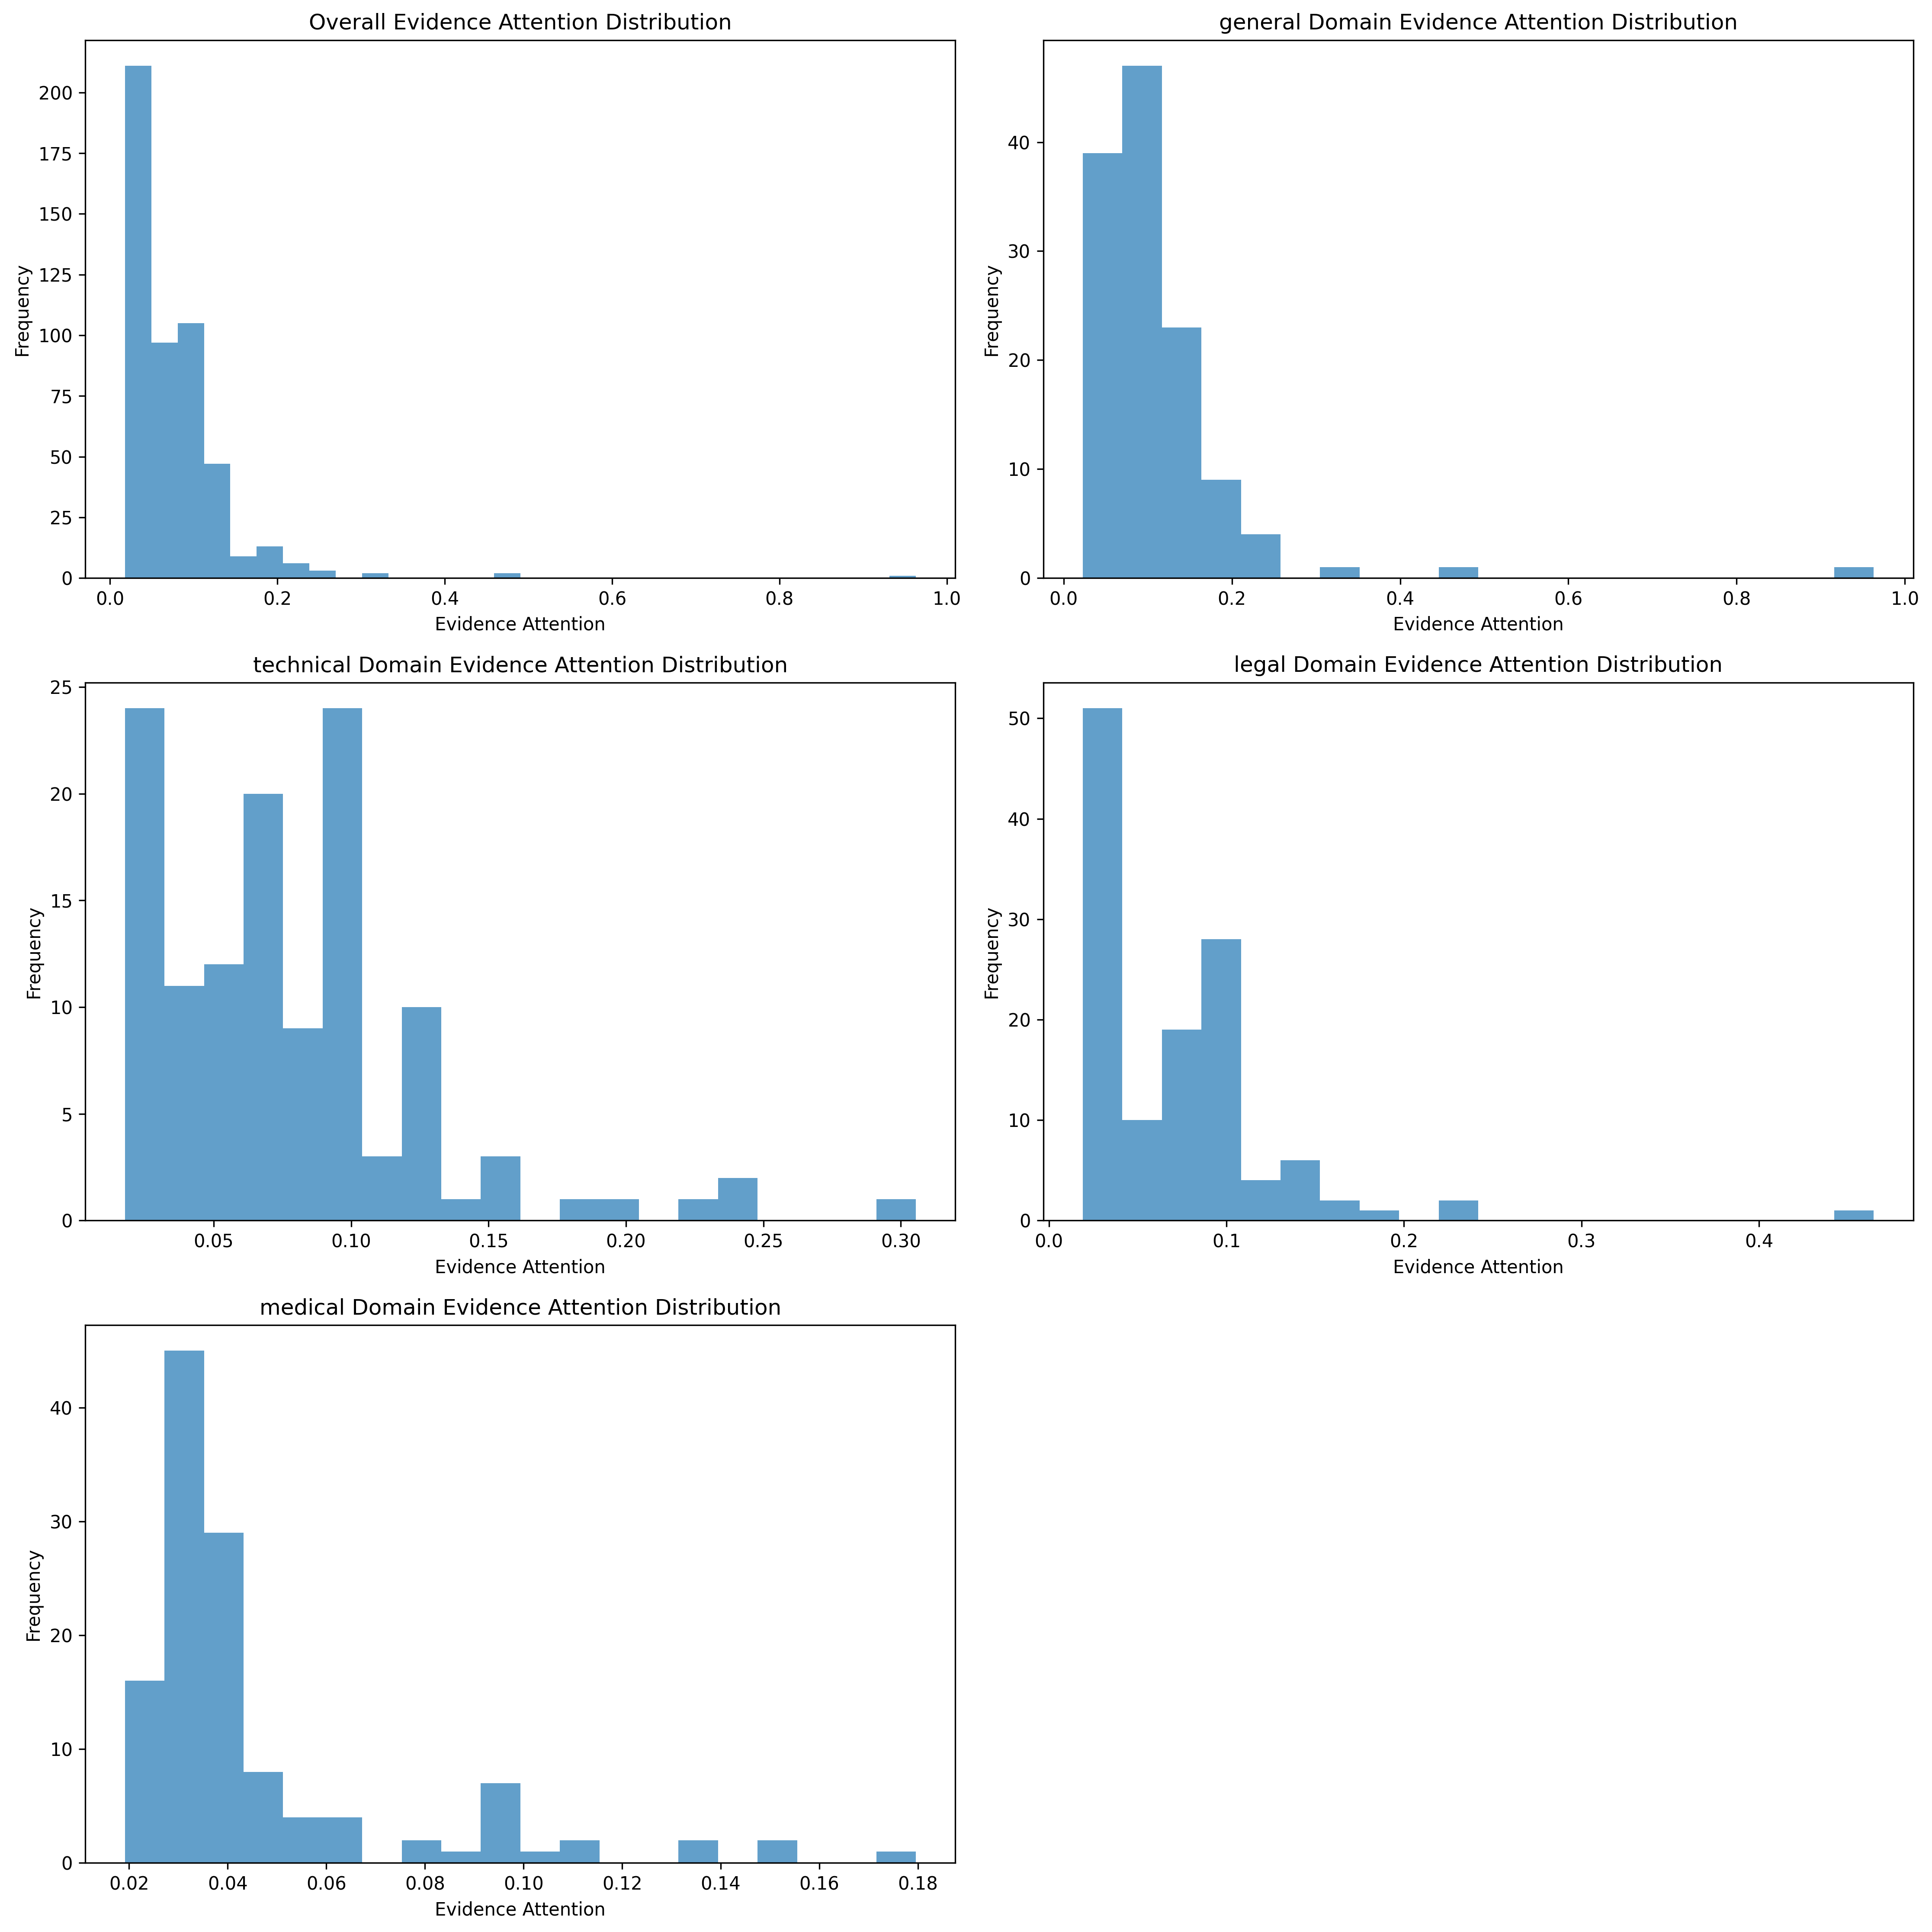 Overall Evidence Attention Distribution
Frequency
200
175
150
125
100
75
50
25
0
0.0 0.2 0.4 0.6 0.8 1.0
Evidence Attention
general Domain Evidence Attention Distribution
Frequency
40
30
20
10
0
0.0 0.2 0.4 0.6 0.8 1.0
Evidence Attention
technical Domain Evidence Attention Distribution
Frequency
25
20
15
10
5
0
0.05 0.10 0.15 0.20 0.25 0.30
Evidence Attention
legal Domain Evidence Attention Distribution
Frequency
50
40
30
20
10
0
0.0 0.1 0.2 0.3 0.4
Evidence Attention
medical Domain Evidence Attention Distribution
Frequency
40
30
20
10
0
0.02 0.04 0.06 0.08 0.10 0.12 0.14 0.16 0.18
Evidence Attention